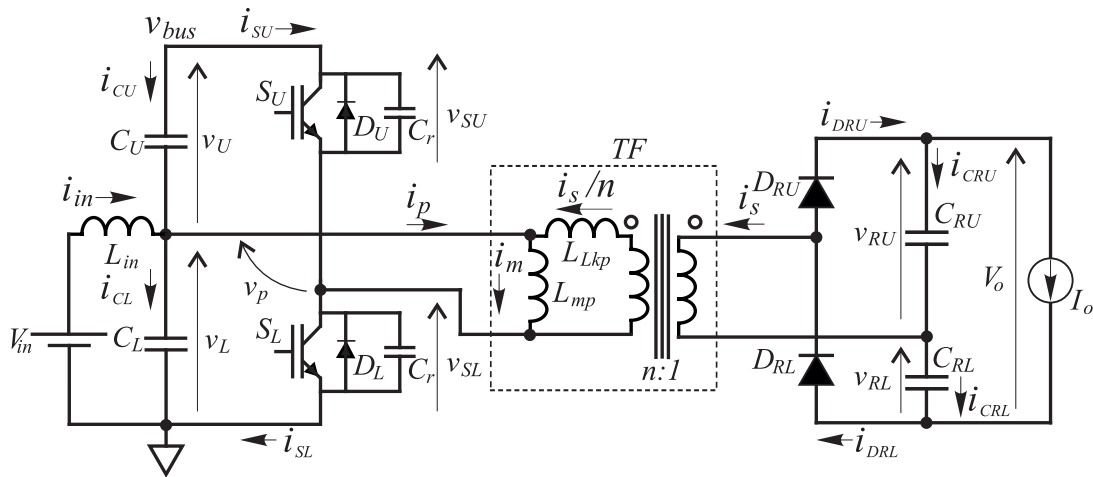 v_bus
i_SU
i_CU
S_U
D_U
C_r
v_SU
C_U
v_U
TF
i_DRU
i_s/n
D_RU
i_CRU
i_in
i_p
i_s
C_RU
L_in
L_Lkp
v_RU
i_m
L_mp
i_CL
v_p
V_o
I_o
V_in
C_L
v_L
S_L
D_L
C_r
v_SL
n:1
D_RL
v_RL
C_RL
i_CRL
i_SL
i_DRL